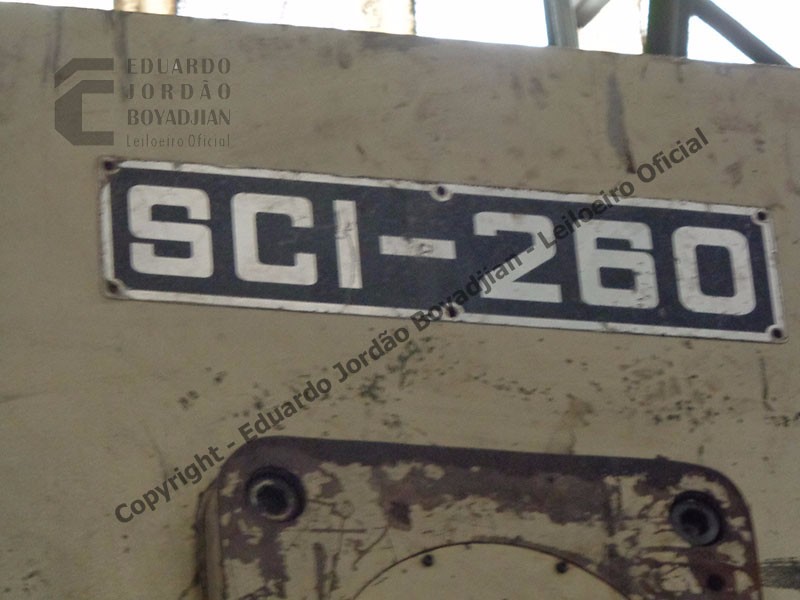 EDUARDO
JORDÃO
BOYADJIAN
Leiloeiro Oficial
SCI-260
Copyright - Eduardo Jordão Boyadjian - Leiloeiro Oficial